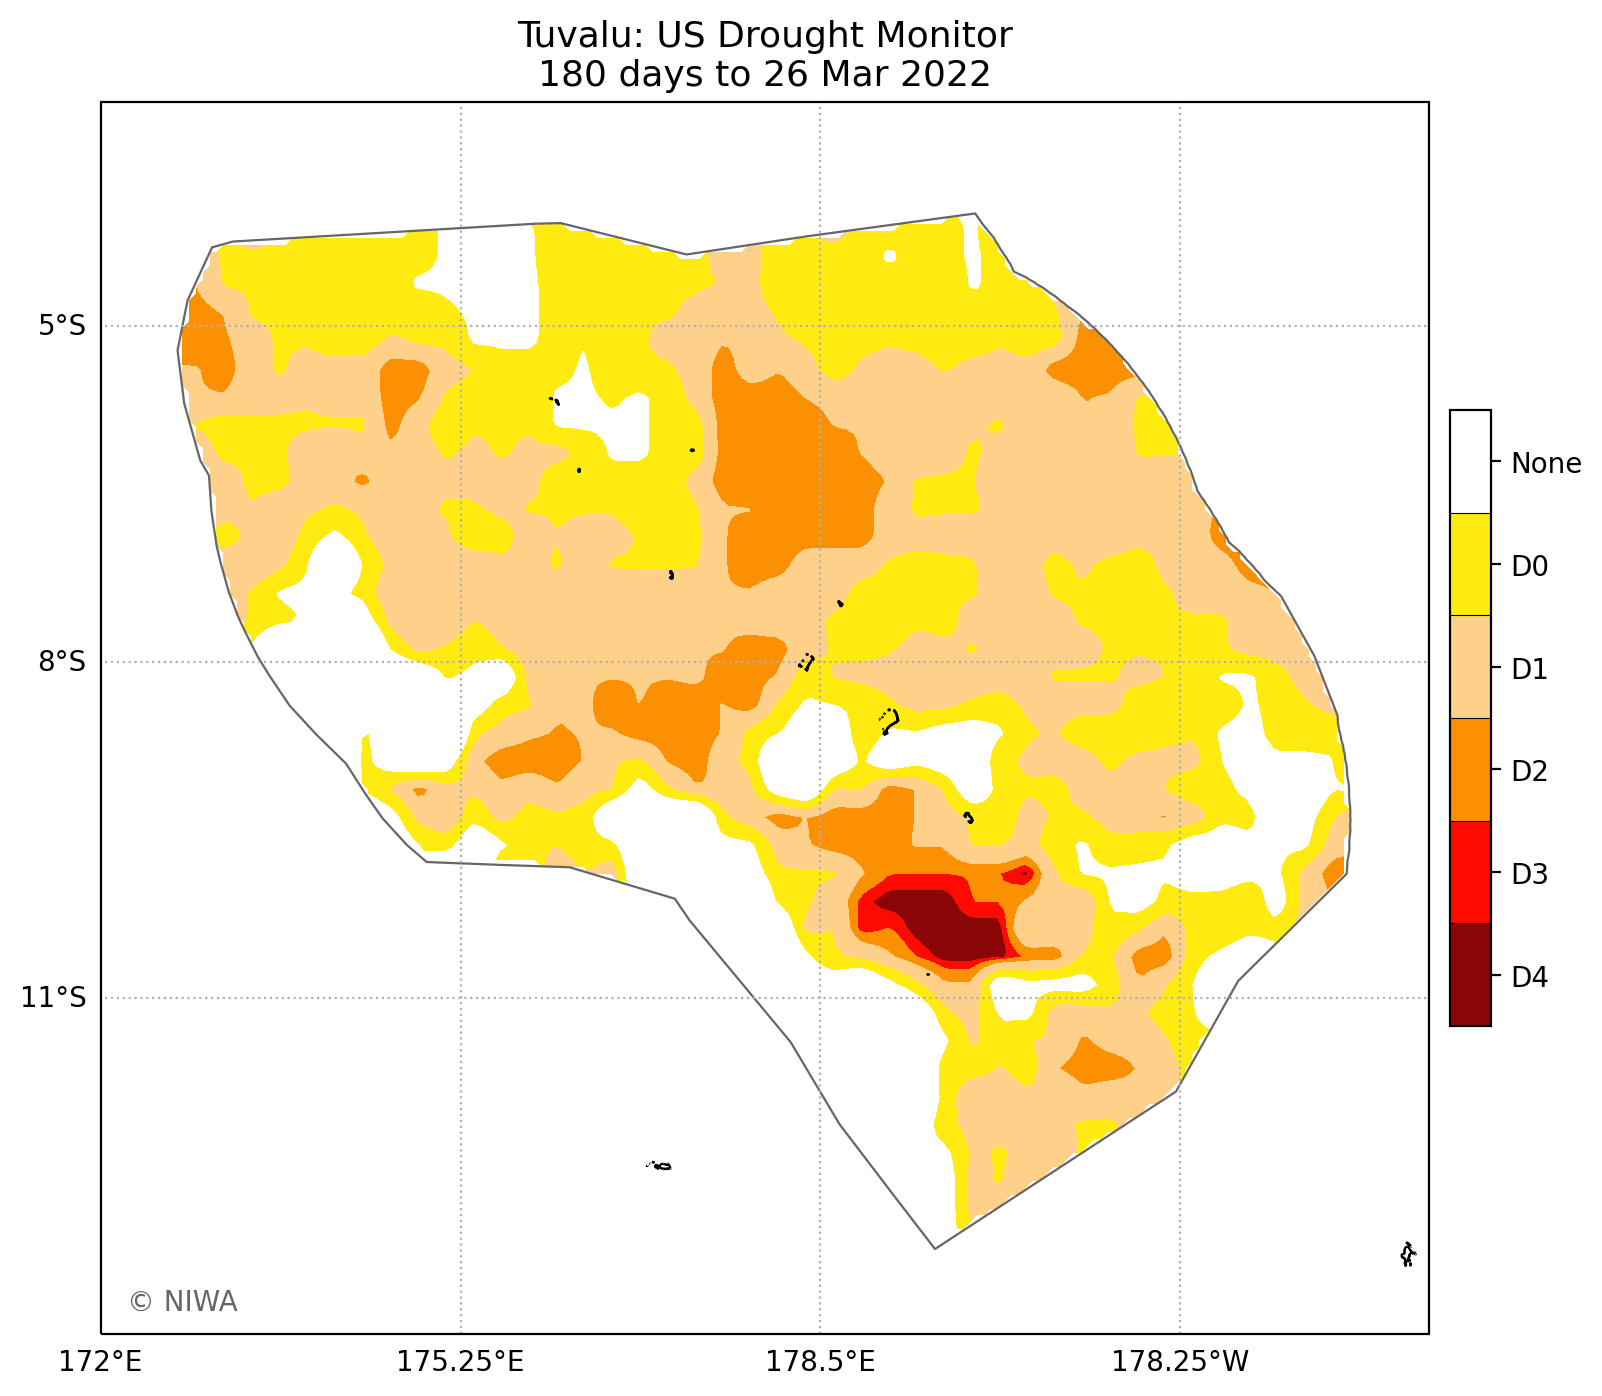 Tuvalu: US Drought Monitor
180 days to 26 Mar 2022
5°S
8°S
11°S
172°E
175.25°E
178.5°E
178.25°W
None
D0
D1
D2
D3
D4
© NIWA